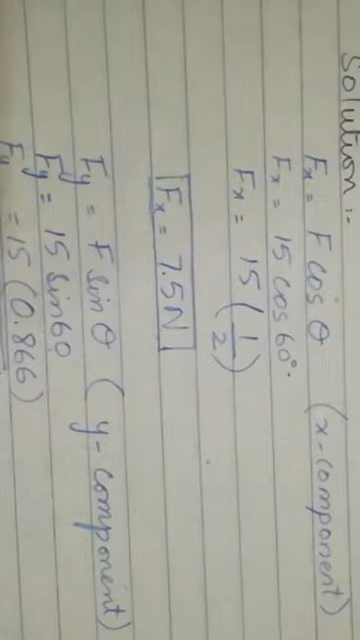 Solution :-
Fx = F cos θ (x-component)
Fx = 15 cos 60°.
Fx = 15 (1/2)
Fx = 7.5N
Fy = F sin θ (y-component)
Fy = 15 sin 60
Fy = 15 (0.866)